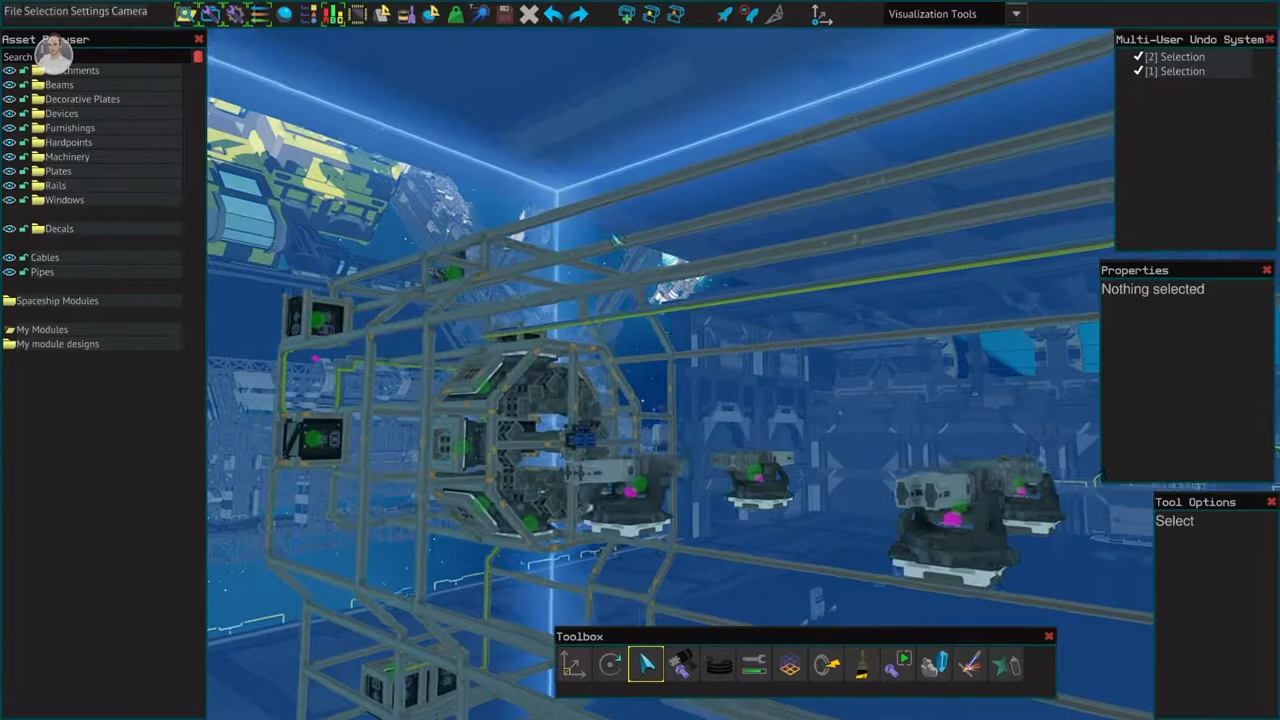 File Selection Settings Camera
Visualization Tools
Asset
Search
Beams
Decorative Plates
Devices
Furnishings
Hardpoints
Machinery
Plates
Rails
Windows
Decals
Cables
Pipes
Spaceship Modules
My Modules
My module designs
Multi-User Undo System
[2] Selection
[1] Selection
Properties
Nothing selected
Tool Options
Select
Toolbox